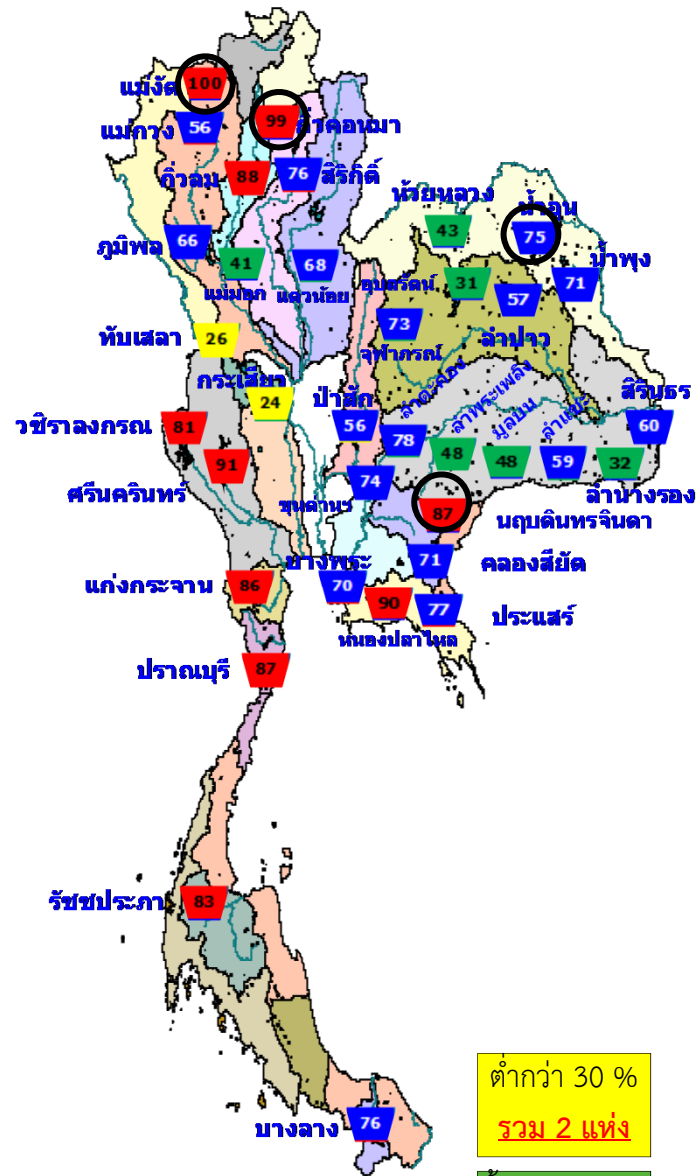 แม่งัด 100
99 กิ่วคอหมา
แม่กวง 56
กิ่วลม 88
76 สิริกิติ์
ห้วยหลวง 43
น้ำอูน 75
น้ำพุง 71
ภูมิพล 66
41 แม่มอก
68 แควน้อย
อุบลรัตน์ 31
57 ลำปาว
73 จุฬาภรณ์
ทับเสลา 26
กระเสียว 24
ป่าสัก 56
ลำตะคอง 78
ลำพระเพลิง 48
มูลบน 48
ลำแชะ 59
สิรินธร 60
32 ลำนางรอง
วชิราลงกรณ 81
ศรีนครินทร์ 91
ขุนด่านฯ 74
87 นฤบดินทรจินดา
71 คลองสียัด
แก่งกระจาน 86
บางพระ 70
90 หนองปลาไหล
77 ประแสร์
ปราณบุรี 87
รัชชประภา 83
บางลาง 76
ต่ำกว่า 30 %
รวม 2 แห่ง